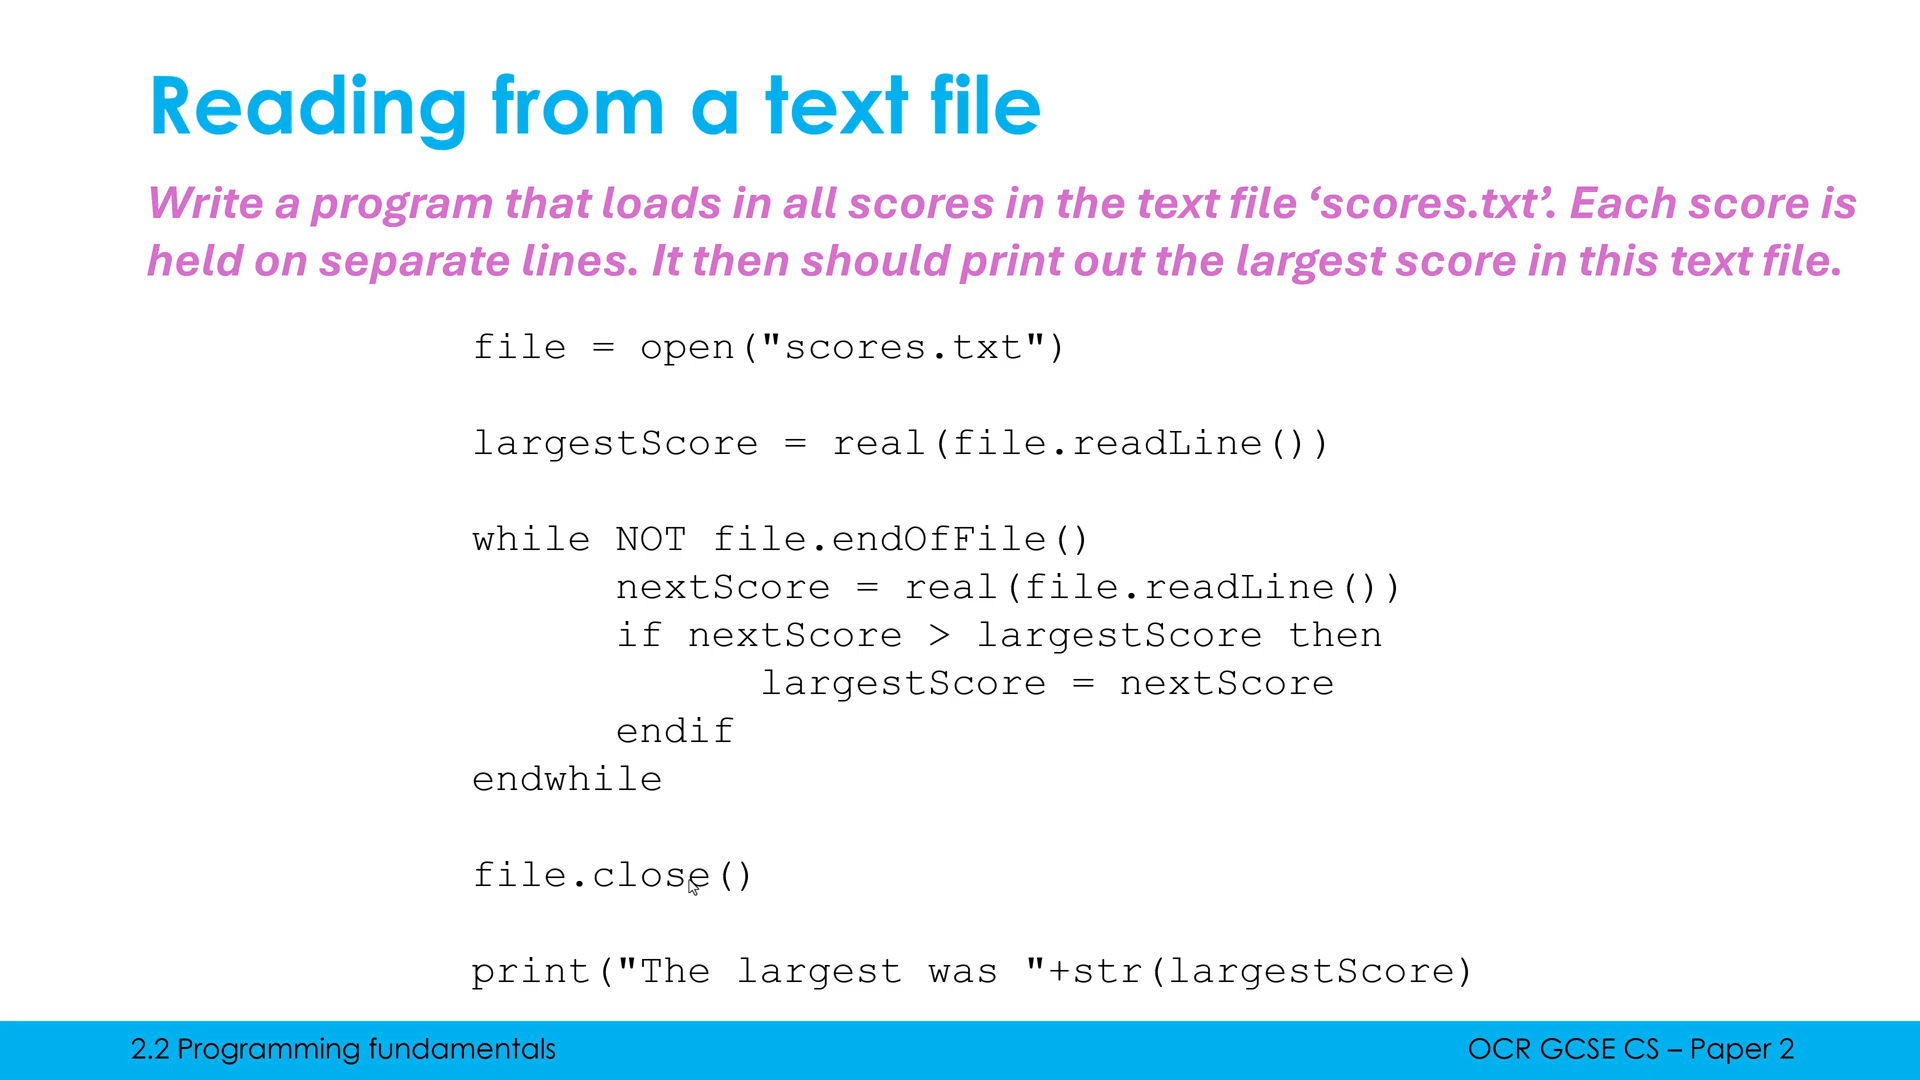 Reading from a text file
Write a program that loads in all scores in the text file ‘scores.txt’. Each score is
held on separate lines. It then should print out the largest score in this text file.
file = open("scores.txt")
largestScore = real(file.readLine())
while NOT file.endOfFile()
nextScore = real(file.readLine())
if nextScore > largestScore then
largestScore = nextScore
endif
endwhile
file.close()
print("The largest was "+str(largestScore)
2.2 Programming fundamentals
OCR GCSE CS – Paper 2